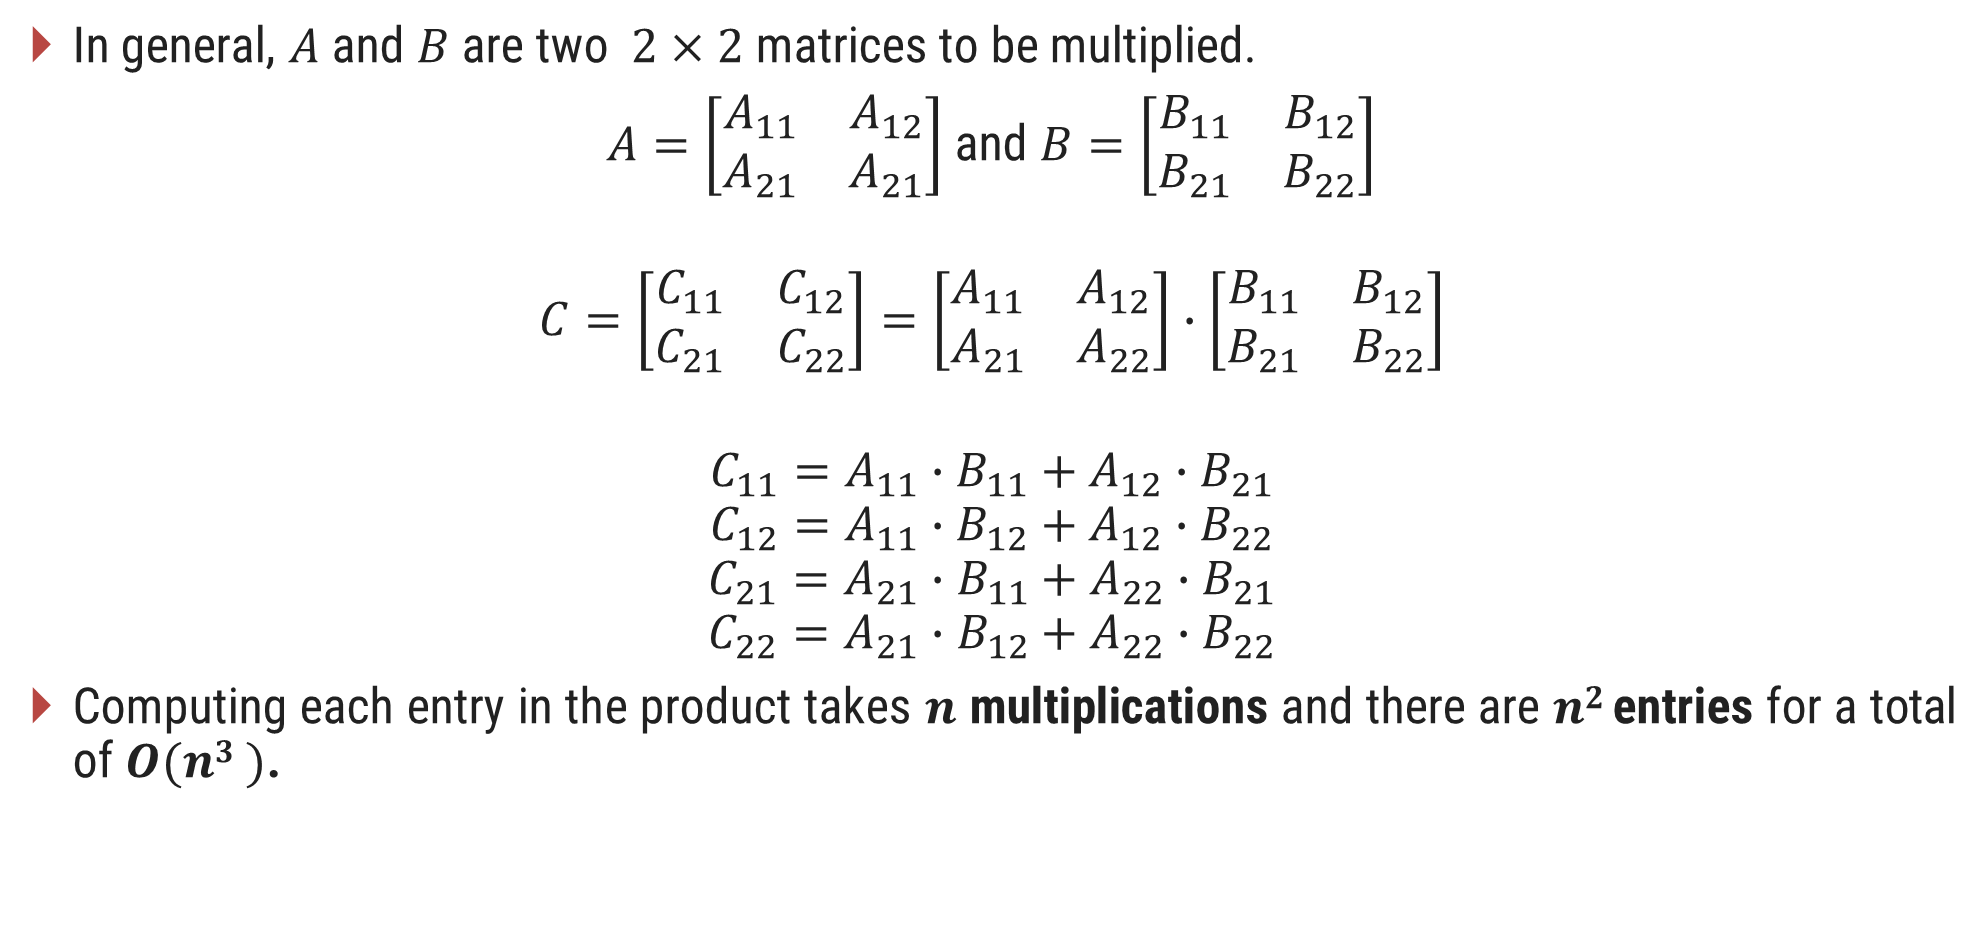 In general, A and B are two 2 × 2 matrices to be multiplied.
A = [A₁₁ A₁₂; A₂₁ A₂₁] and B = [B₁₁ B₁₂; B₂₁ B₂₂]
C = [C₁₁ C₁₂; C₂₁ C₂₂] = [A₁₁ A₁₂; A₂₁ A₂₂] · [B₁₁ B₁₂; B₂₁ B₂₂]
C₁₁ = A₁₁ · B₁₁ + A₁₂ · B₂₁
C₁₂ = A₁₁ · B₁₂ + A₁₂ · B₂₂
C₂₁ = A₂₁ · B₁₁ + A₂₂ · B₂₁
C₂₂ = A₂₁ · B₁₂ + A₂₂ · B₂₂
Computing each entry in the product takes n multiplications and there are n² entries for a total
of O(n³ ).